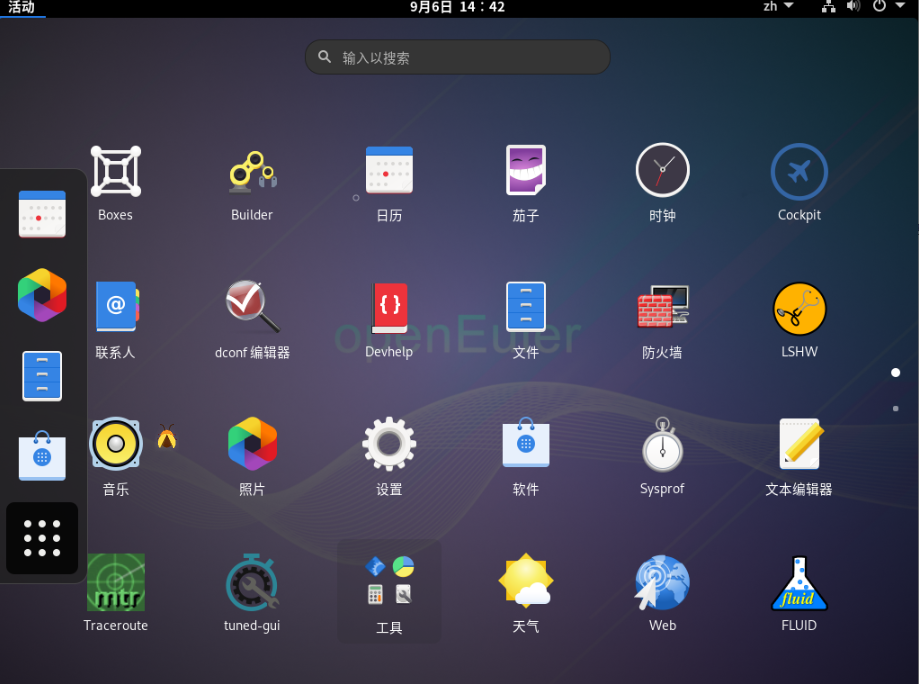 活动
9月6日 14：42
zh
输入以搜索
Boxes
Builder
日历
茄子
时钟
Cockpit
@
联系人
dconf 编辑器
{ }
Devhelp
文件
防火墙
LSHW
openEuler
音乐
照片
设置
软件
Sysprof
文本编辑器
mtr
Traceroute
tuned-gui
工具
天气
Web
fluid
FLUID